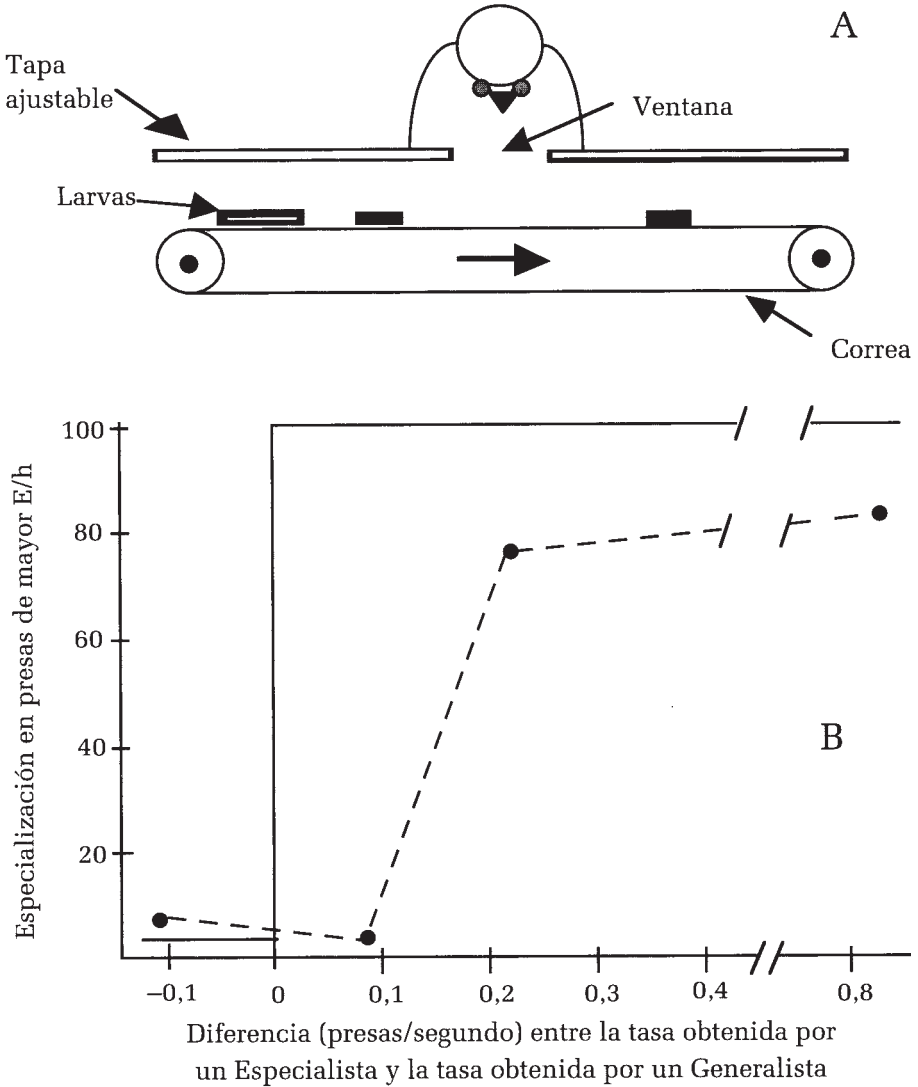 A
Tapa
ajustable
Ventana
Larvas
Correa
100
80
60
40
20
Especialización en presas de mayor E/h
B
–0,1
0
0,1
0,2
0,3
0,4
0,8
Diferencia (presas/segundo) entre la tasa obtenida por
un Especialista y la tasa obtenida por un Generalista